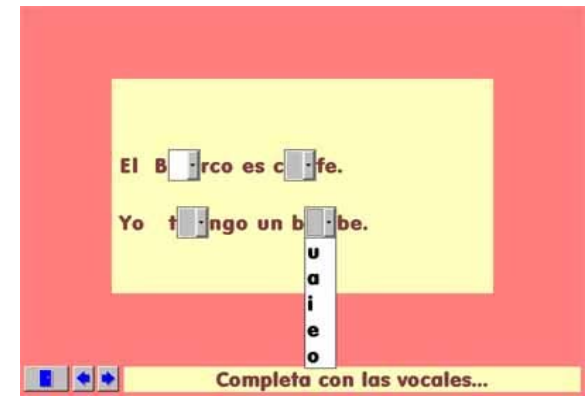 El B rco es c fe.
Yo t ngo un b be.
u
a
i
e
o
Completa con las vocales...